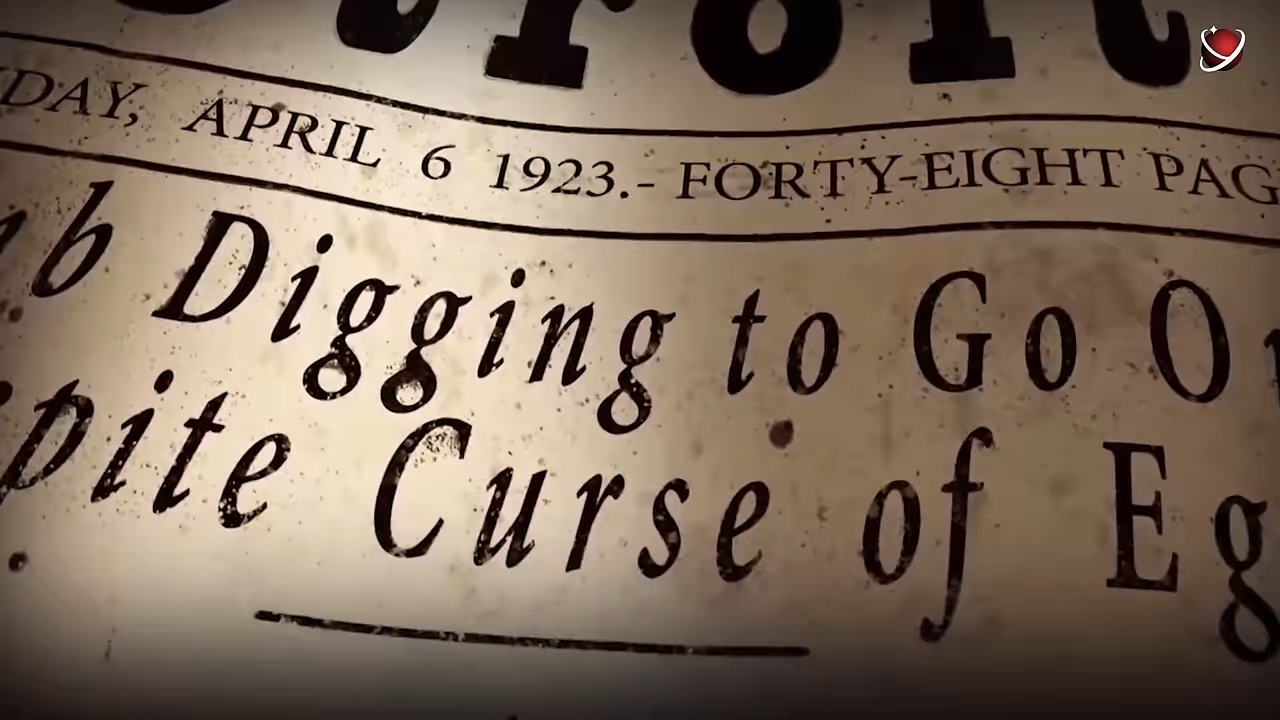 DAY, APRIL 6 1923.- FORTY-EIGHT PAG
b Digging to Go O
pite Curse of Eg